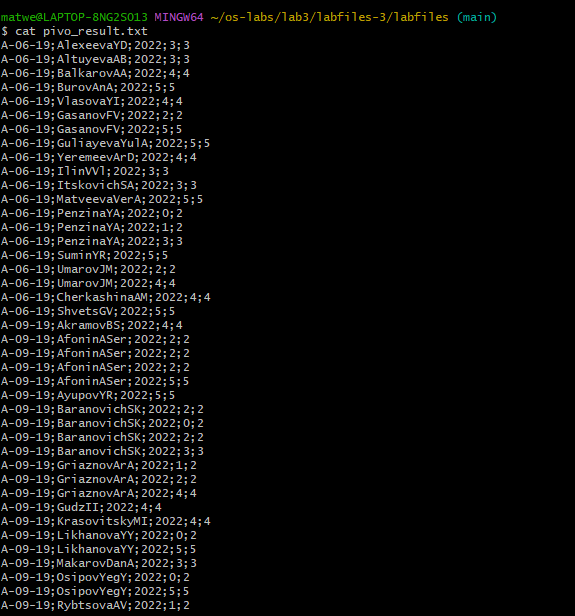 matwe@LAPTOP-8NG2SO13 MINGW64 ~/os-labs/lab3/labfiles-3/labfiles (main)
$ cat pivo_result.txt
A-06-19;AlexeevaYD;2022;3;3
A-06-19;AltuyevaAB;2022;3;3
A-06-19;BalkarovAA;2022;4;4
A-06-19;BurovAnA;2022;5;5
A-06-19;VlasovaYI;2022;4;4
A-06-19;GasanovFV;2022;2;2
A-06-19;GasanovFV;2022;5;5
A-06-19;GuliayevaYulA;2022;5;5
A-06-19;YeremeevArD;2022;4;4
A-06-19;IlinVVl;2022;3;3
A-06-19;ItskovichSA;2022;3;3
A-06-19;MatveevaVerA;2022;5;5
A-06-19;PenzinaYA;2022;0;2
A-06-19;PenzinaYA;2022;1;2
A-06-19;PenzinaYA;2022;3;3
A-06-19;SuminYR;2022;5;5
A-06-19;UmarovJM;2022;2;2
A-06-19;UmarovJM;2022;4;4
A-06-19;CherkashinaAM;2022;4;4
A-06-19;ShvetsGV;2022;5;5
A-09-19;AkramovBS;2022;4;4
A-09-19;AfoninASer;2022;2;2
A-09-19;AfoninASer;2022;2;2
A-09-19;AfoninASer;2022;2;2
A-09-19;AfoninASer;2022;5;5
A-09-19;AyupovYR;2022;5;5
A-09-19;BaranovichSK;2022;2;2
A-09-19;BaranovichSK;2022;0;2
A-09-19;BaranovichSK;2022;2;2
A-09-19;BaranovichSK;2022;3;3
A-09-19;GriaznovArA;2022;1;2
A-09-19;GriaznovArA;2022;2;2
A-09-19;GriaznovArA;2022;4;4
A-09-19;GudzII;2022;4;4
A-09-19;KrasovitskyMI;2022;4;4
A-09-19;LikhanovaYY;2022;0;2
A-09-19;LikhanovaYY;2022;5;5
A-09-19;MakarovDanA;2022;3;3
A-09-19;OsipovYegY;2022;0;2
A-09-19;OsipovYegY;2022;5;5
A-09-19;RybtsovaAV;2022;1;2